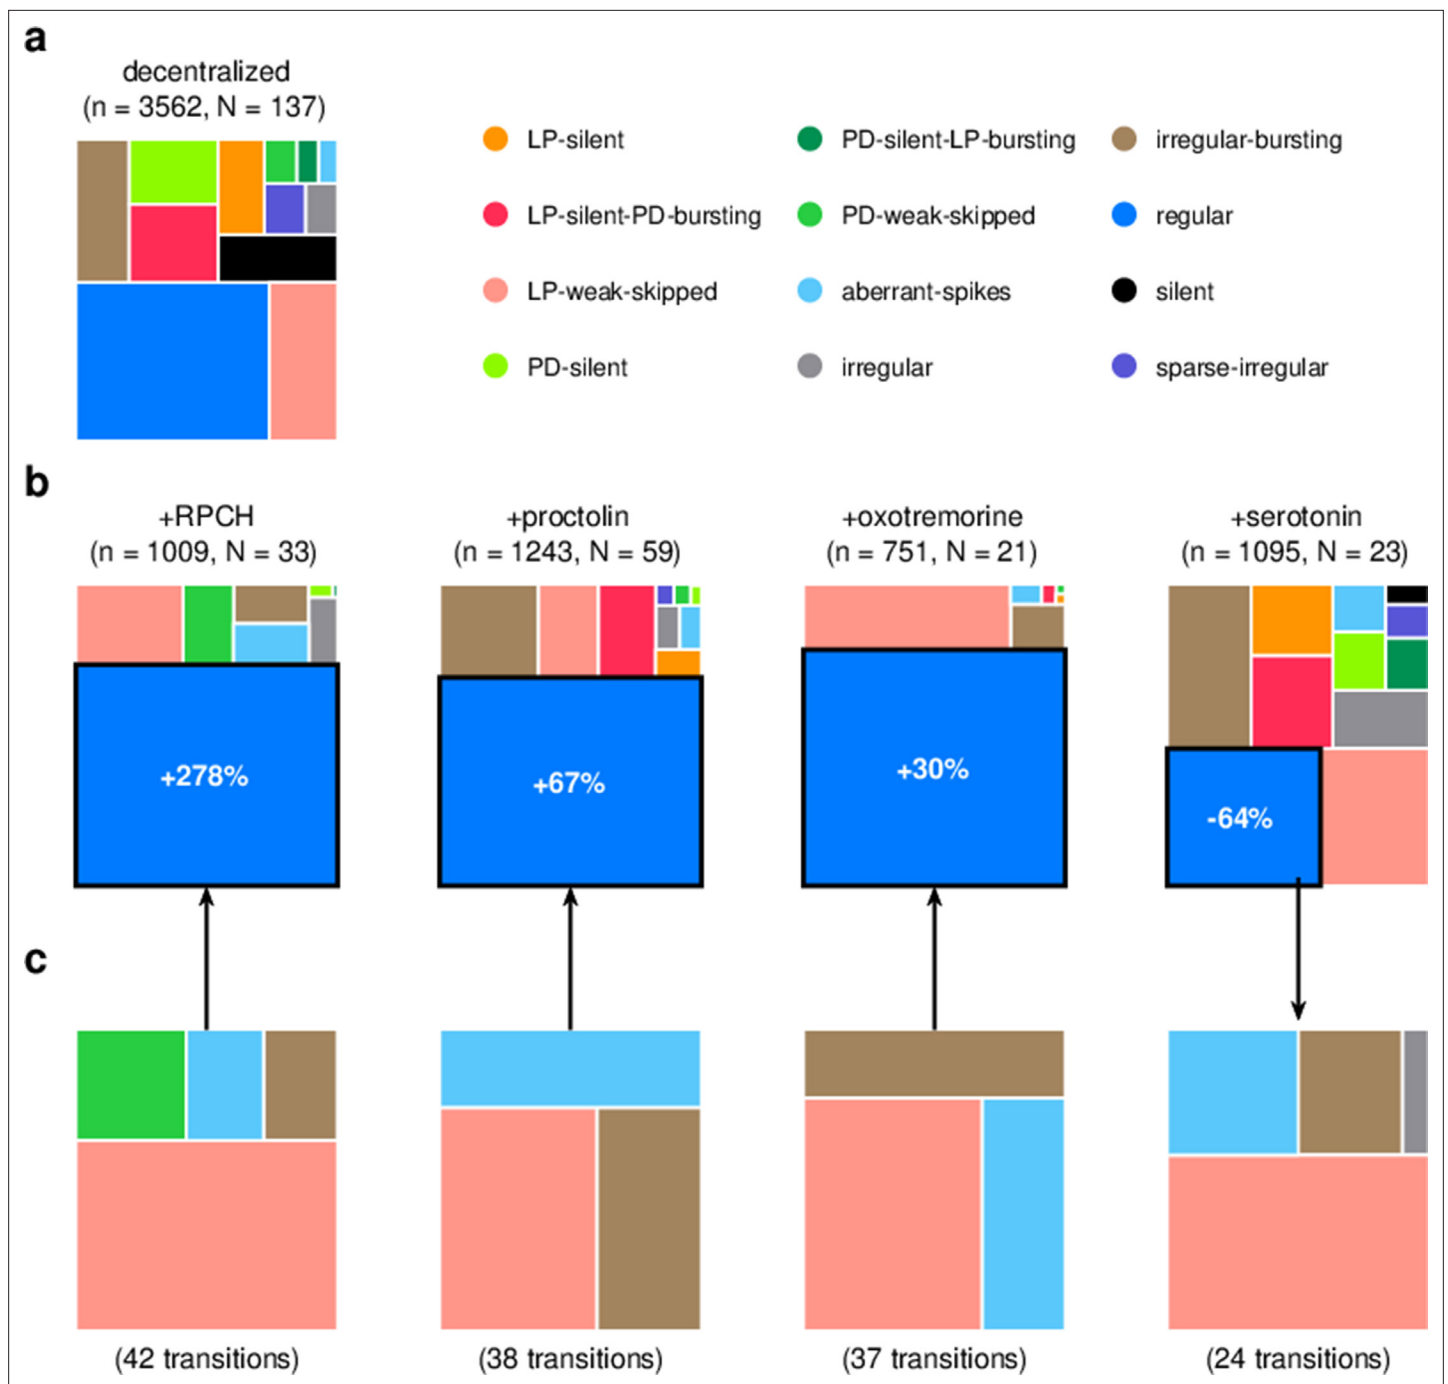 a
decentralized
(n = 3562, N = 137)
LP-silent
PD-silent-LP-bursting
irregular-bursting
LP-silent-PD-bursting
PD-weak-skipped
regular
LP-weak-skipped
aberrant-spikes
silent
PD-silent
irregular
sparse-irregular
b
+RPCH
(n = 1009, N = 33)
+proctolin
(n = 1243, N = 59)
+oxotremorine
(n = 751, N = 21)
+serotonin
(n = 1095, N = 23)
+278%
+67%
+30%
-64%
c
(42 transitions)
(38 transitions)
(37 transitions)
(24 transitions)